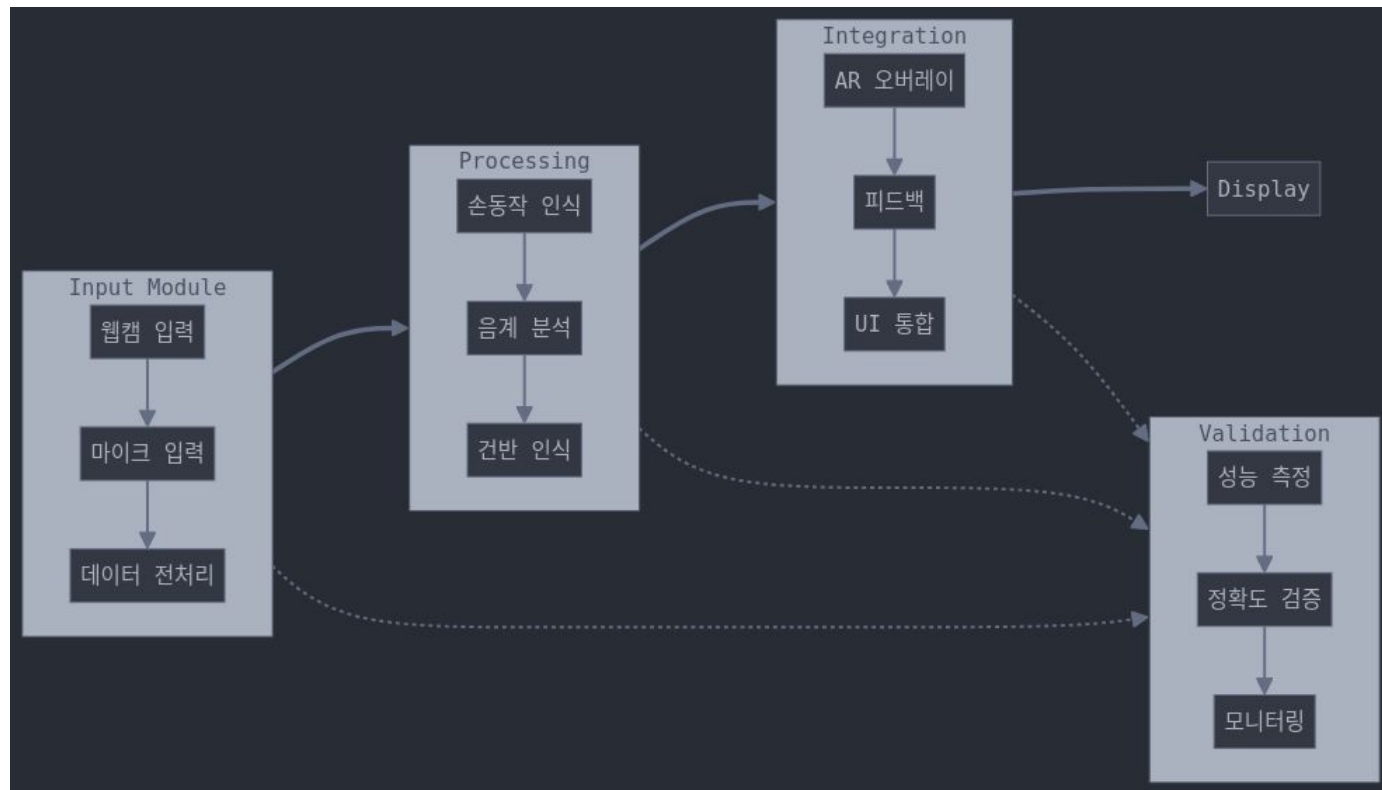 Input Module
웹캠 입력
마이크 입력
데이터 전처리
Processing
손동작 인식
음계 분석
건반 인식
Integration
AR 오버레이
피드백
UI 통합
Display
Validation
성능 측정
정확도 검증
모니터링